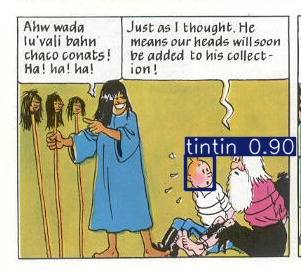 Ahw wada
lu'vali bahn
chaco conats!
Ha! ha! ha!
Just as I thought. He
means our heads will soon
be added to his collect-
ion!
tintin 0.90